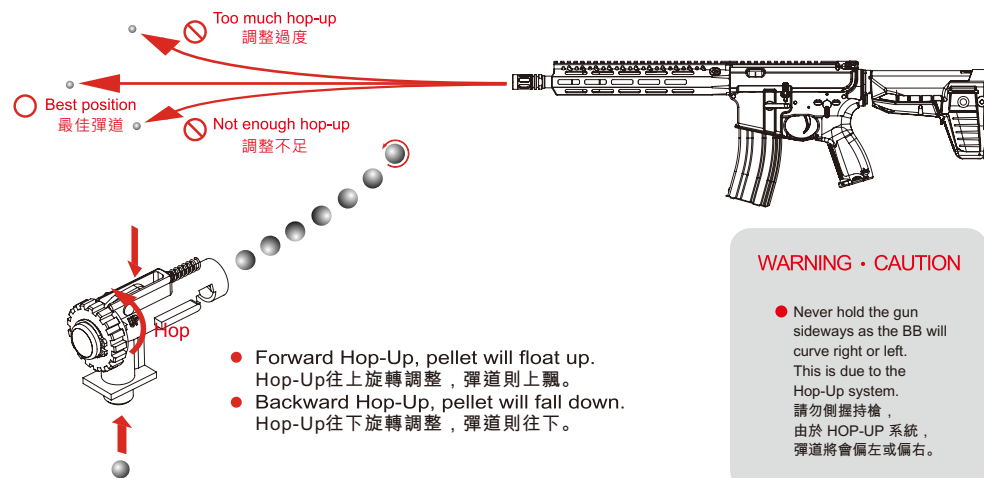 Too much hop-up
調整過度
Best position
最佳彈道
Not enough hop-up
調整不足
Hop
● Forward Hop-Up, pellet will float up.
Hop-Up往上旋轉調整，彈道則上飄。
● Backward Hop-Up, pellet will fall down.
Hop-Up往下旋轉調整，彈道則往下。
WARNING・CAUTION
● Never hold the gun
sideways as the BB will
curve right or left.
This is due to the
Hop-Up system.
請勿側握持槍，
由於 HOP-UP 系統，
彈道將會偏左或偏右。